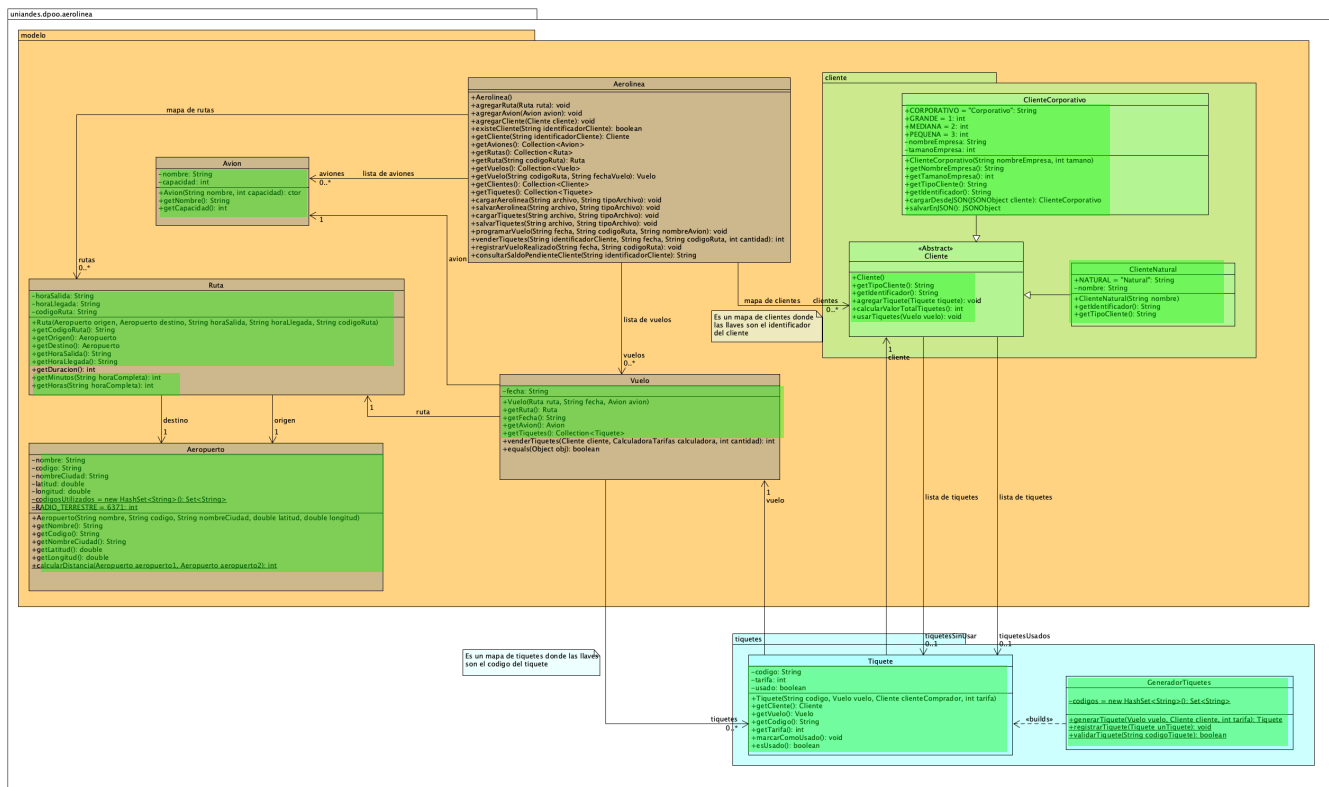 uniandes.dpoo.aerolinea
modelo
Aerolinea
+Aerolinea()
+agregarRuta(Ruta ruta): void
+agregarAvion(Avion avion): void
+agregarCliente(Cliente cliente): void
+existeCliente(String identificadorCliente): boolean
+getCliente(String identificadorCliente): Cliente
+getAviones(): Collection<Avion>
+getRutas(): Collection<Ruta>
+getRuta(String codigoRuta): Ruta
+getVuelos(): Collection<Vuelo>
+getVuelo(String codigoRuta, String fechaVuelo): Vuelo
+getClientes(): Collection<Cliente>
+getTiquetes(): Collection<Tiquete>
+cargarAerolinea(String archivo, String tipoArchivo): void
+salvarAerolinea(String archivo, String tipoArchivo): void
+cargarTiquetes(String archivo, String tipoArchivo): void
+salvarTiquetes(String archivo, String tipoArchivo): void
+programarVuelo(String fecha, String codigoRuta, String nombreAvion): void
+venderTiquetes(String identificadorCliente, String fecha, String codigoRuta, int cantidad): int
+registrarVueloRealizado(String fecha, String codigoRuta): void
+consultarSaldoPendienteCliente(String identificadorCliente): String
mapa de rutas
rutas
0..*
aviones
lista de aviones
0..*
1
avion
Avion
-nombre: String
-capacidad: int
+Avion(String nombre, int capacidad): ctor
+getNombre(): String
+getCapacidad(): int
cliente
ClienteCorporativo
+CORPORATIVO = "Corporativo": String
+GRANDE = 1: int
+MEDIANA = 2: int
+PEQUENA = 3: int
-nombreEmpresa: String
-tamanoEmpresa: int
+ClienteCorporativo(String nombreEmpresa, int tamano)
+getNombreEmpresa(): String
+getTamanoEmpresa(): int
+getTipoCliente(): String
+getIdentificador(): String
+cargarDesdeJSON(JSONObject cliente): ClienteCorporativo
+salvarEnJSON(): JSONObject
«Abstract»
Cliente
+Cliente()
+getTipoCliente(): String
+getIdentificador(): String
+agregarTiquete(Tiquete tiquete): void
+calcularValorTotalTiquetes(): int
+usarTiquetes(Vuelo vuelo): void
ClienteNatural
+NATURAL = "Natural": String
-nombre: String
+ClienteNatural(String nombre)
+getIdentificador(): String
+getTipoCliente(): String
mapa de clientes
clientes
0..*
Es un mapa de clientes donde
las llaves son el identificador
del cliente
1
cliente
Ruta
-horaSalida: String
-horaLlegada: String
-codigoRuta: String
+Ruta(Aeropuerto origen, Aeropuerto destino, String horaSalida, String horaLlegada, String codigoRuta)
+getCodigoRuta(): String
+getOrigen(): Aeropuerto
+getDestino(): Aeropuerto
+getHoraSalida(): String
+getHoraLlegada(): String
+getDuracion(): int
+getMinutos(String horaCompleta): int
+getHoras(String horaCompleta): int
lista de vuelos
vuelos
0..*
1
ruta
Vuelo
-fecha: String
+Vuelo(Ruta ruta, String fecha, Avion avion)
+getRuta(): Ruta
+getFecha(): String
+getAvion(): Avion
+getTiquetes(): Collection<Tiquete>
+venderTiquetes(Cliente cliente, CalculadoraTarifas calculadora, int cantidad): int
+equals(Object obj): boolean
destino
1
origen
1
Aeropuerto
-nombre: String
-codigo: String
-nombreCiudad: String
-latitud: double
-longitud: double
-codigosUtilizados = new HashSet<String>(): Set<String>
-RADIO_TERRESTRE = 6371: int
+Aeropuerto(String nombre, String codigo, String nombreCiudad, double latitud, double longitud)
+getNombre(): String
+getCodigo(): String
+getNombreCiudad(): String
+getLatitud(): double
+getLongitud(): double
+calcularDistancia(Aeropuerto aeropuerto1, Aeropuerto aeropuerto2): int
1
vuelo
lista de tiquetes
lista de tiquetes
Es un mapa de tiquetes donde las llaves
son el codigo del tiquete
tiquetes
0..*
tiquetes
tiquetesSinUsar
0..1
tiquetesUsados
0..1
Tiquete
-codigo: String
-tarifa: int
-usado: boolean
+Tiquete(String codigo, Vuelo vuelo, Cliente clienteComprador, int tarifa)
+getCliente(): Cliente
+getVuelo(): Vuelo
+getCodigo(): String
+getTarifa(): int
+marcarComoUsado(): void
+esUsado(): boolean
«builds»
GeneradorTiquetes
-codigos = new HashSet<String>(): Set<String>
+generarTiquete(Vuelo vuelo, Cliente cliente, int tarifa): Tiquete
+registrarTiquete(Tiquete unTiquete): void
+validarTiquete(String codigoTiquete): boolean